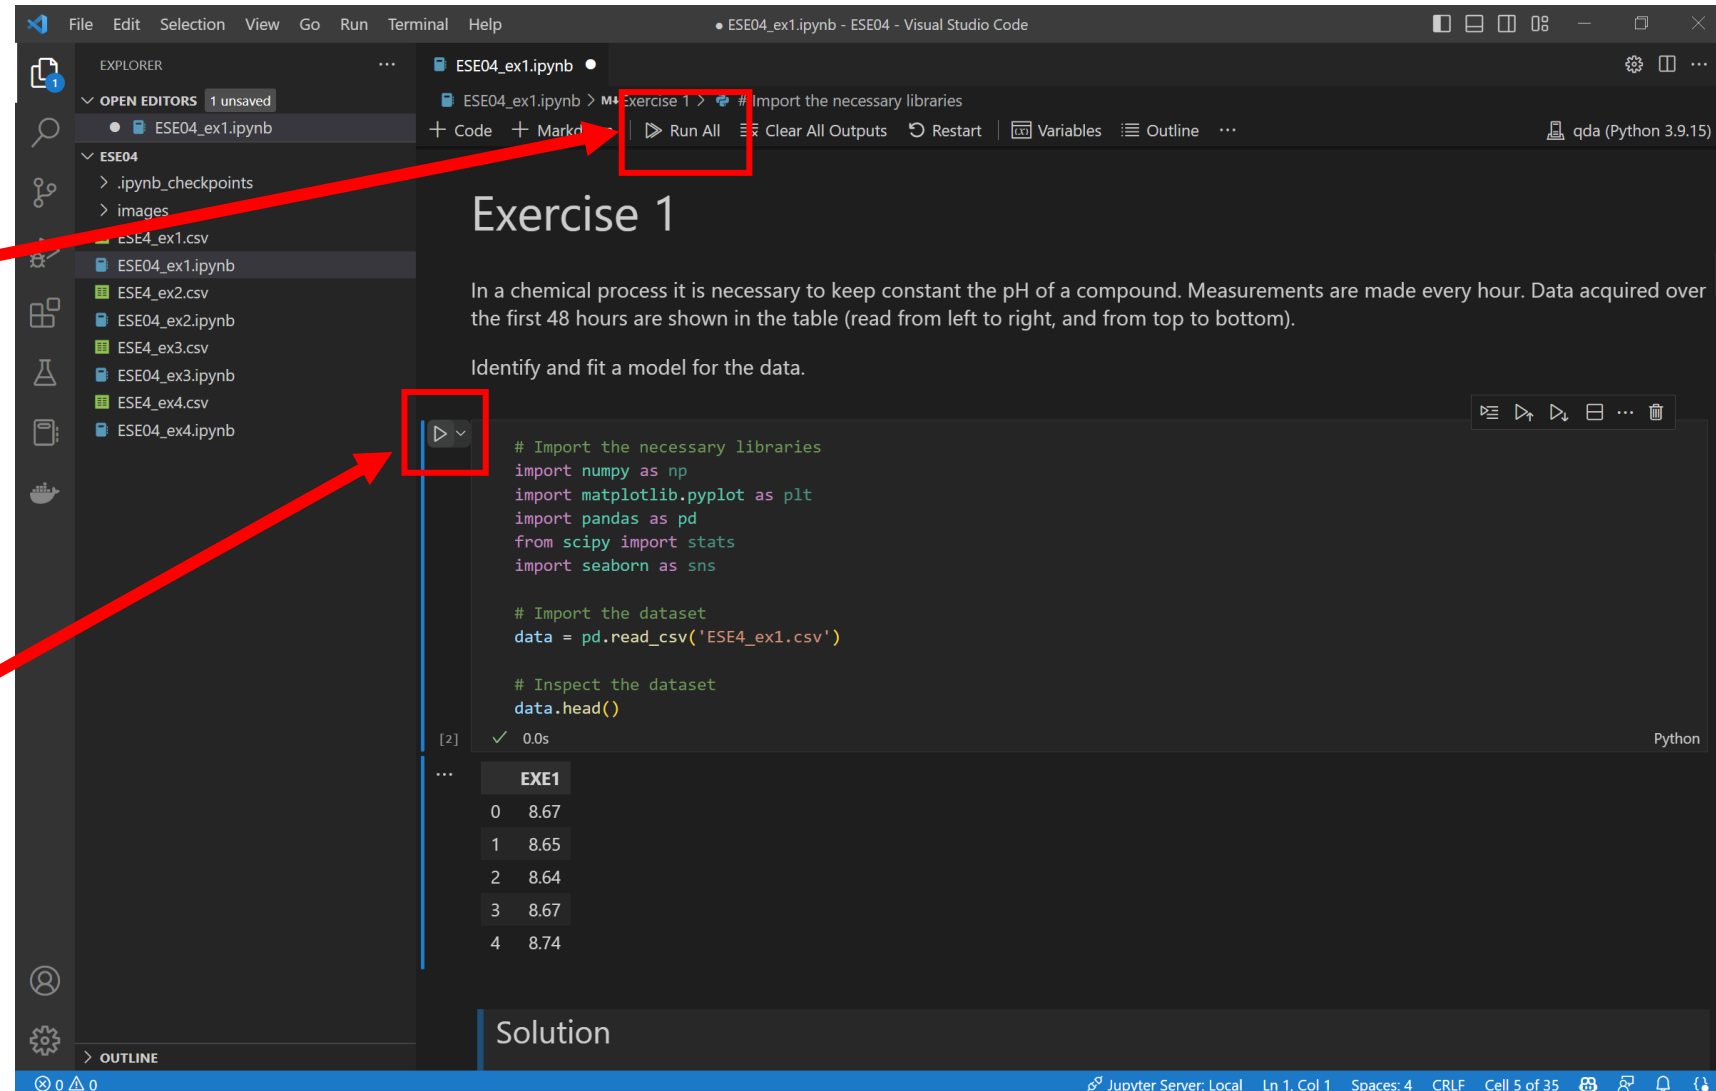 File Edit Selection View Go Run Terminal Help
● ESE04_ex1.ipynb - ESE04 - Visual Studio Code
EXPLORER
OPEN EDITORS 1 unsaved
ESE04_ex1.ipynb
ESE04
.ipynb_checkpoints
images
ESE4_ex1.csv
ESE04_ex1.ipynb
ESE4_ex2.csv
ESE04_ex2.ipynb
ESE4_ex3.csv
ESE04_ex3.ipynb
ESE4_ex4.csv
ESE04_ex4.ipynb
OUTLINE
1
ESE04_ex1.ipynb ●
ESE04_ex1.ipynb > M↓ Exercise 1 > # Import the necessary libraries
+ Code + Markdown Run All Clear All Outputs Restart Variables Outline ...
qda (Python 3.9.15)
Exercise 1
In a chemical process it is necessary to keep constant the pH of a compound. Measurements are made every hour. Data acquired over
the first 48 hours are shown in the table (read from left to right, and from top to bottom).
Identify and fit a model for the data.
# Import the necessary libraries
import numpy as np
import matplotlib.pyplot as plt
import pandas as pd
from scipy import stats
import seaborn as sns
# Import the dataset
data = pd.read_csv('ESE4_ex1.csv')
# Inspect the dataset
data.head()
[2] ✓ 0.0s
Python
EXE1
0 8.67
1 8.65
2 8.64
3 8.67
4 8.74
Solution
0 0
Jupyter Server: Local Ln 1, Col 1 Spaces: 4 CRLF Cell 5 of 35